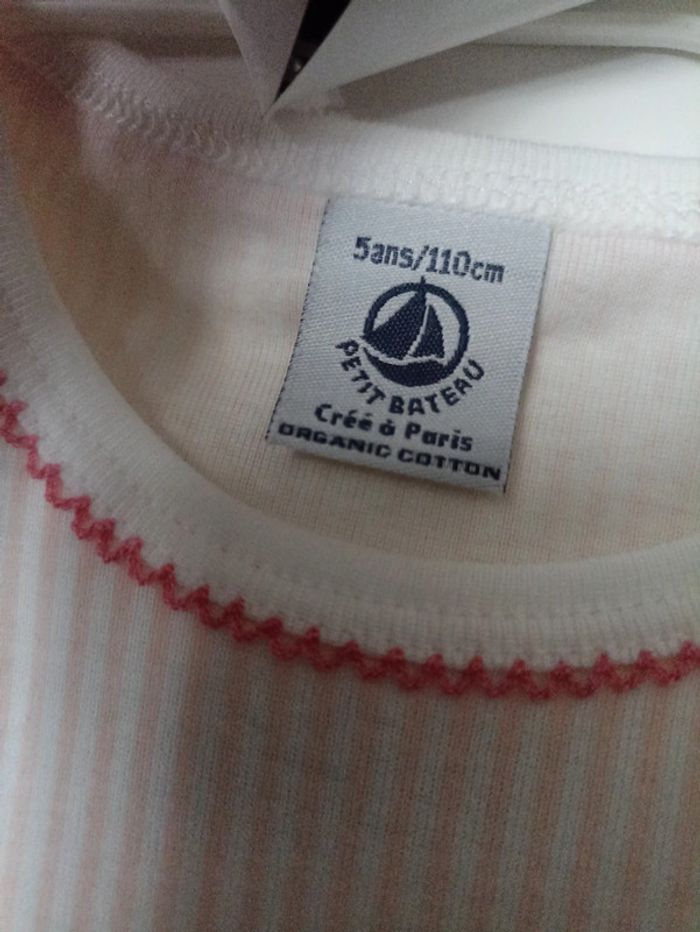 5ans/110cm
PETIT BATEAU
Créé à Paris
ORGANIC COTTON